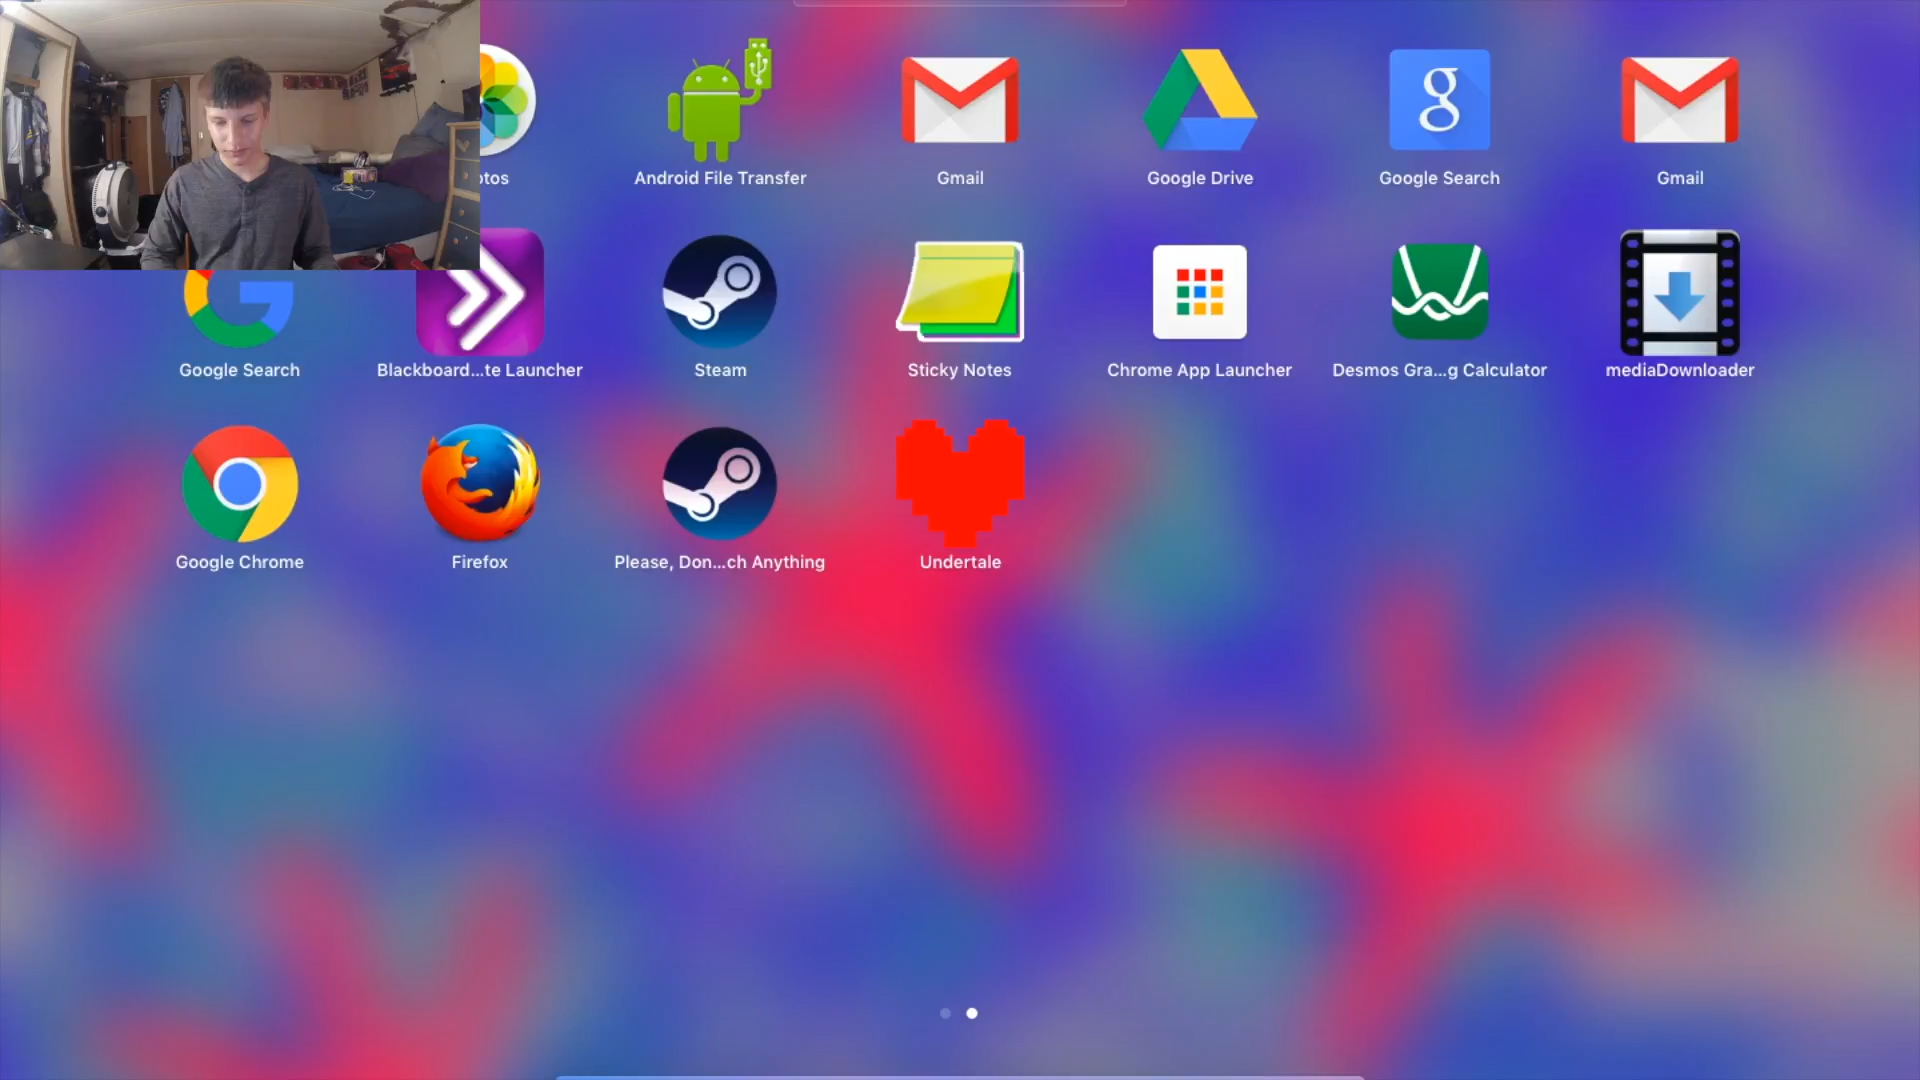 otos
Android File Transfer
Gmail
Google Drive
Google Search
Gmail
Google Search
Blackboard...te Launcher
Steam
Sticky Notes
Chrome App Launcher
Desmos Gra...g Calculator
mediaDownloader
Google Chrome
Firefox
Please, Don...ch Anything
Undertale